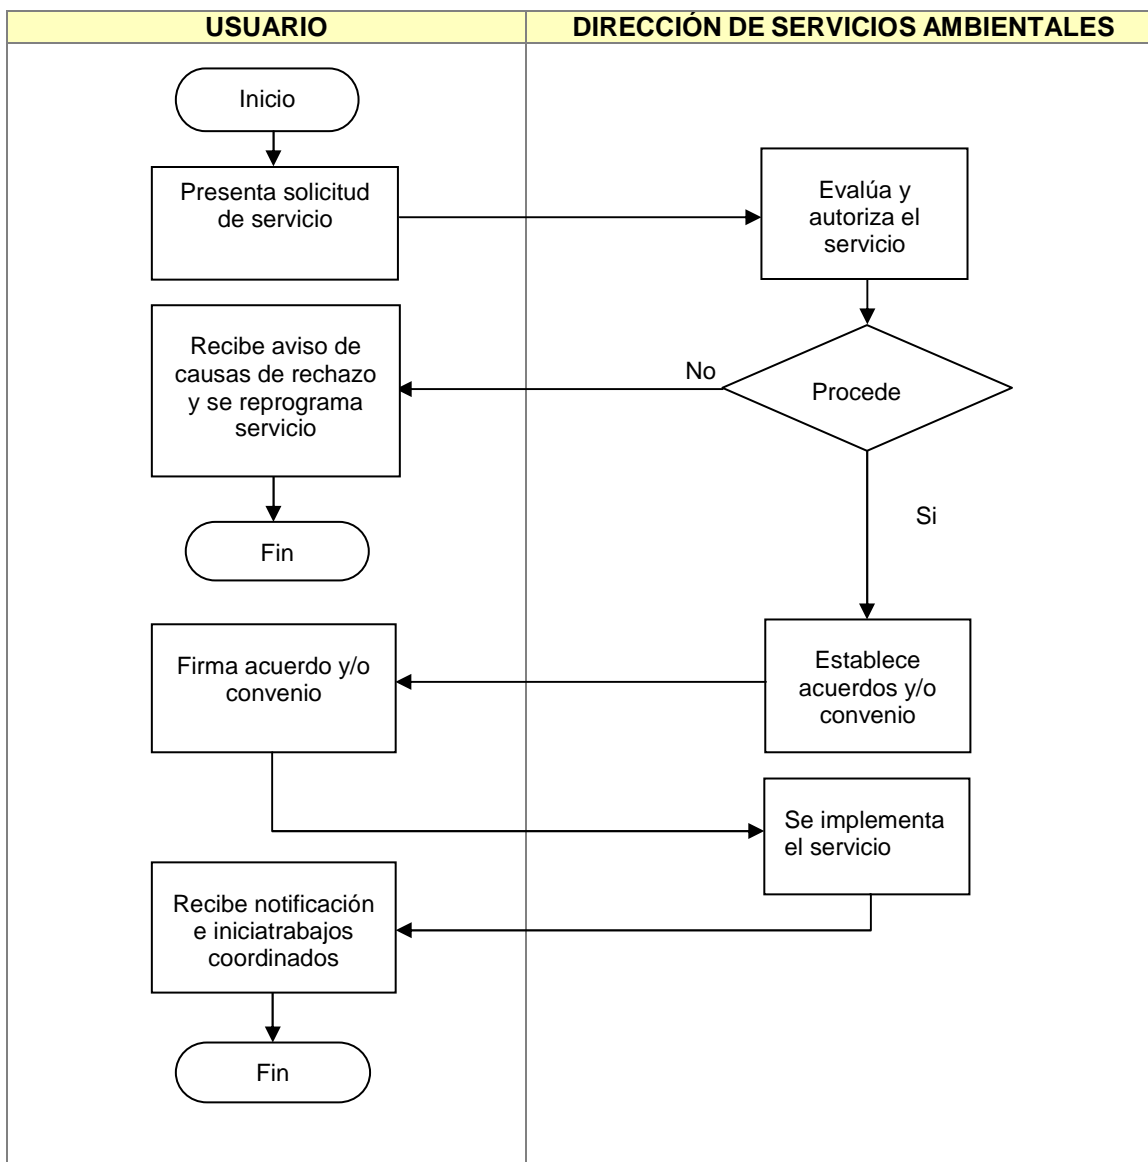 USUARIO
DIRECCIÓN DE SERVICIOS AMBIENTALES
Inicio
Presenta solicitud
de servicio
Evalúa y
autoriza el
servicio
Recibe aviso de
causas de rechazo
y se reprograma
servicio
No
Procede
Si
Fin
Firma acuerdo y/o
convenio
Establece
acuerdos y/o
convenio
Se implementa
el servicio
Recibe notificación
e iniciatrabajos
coordinados
Fin